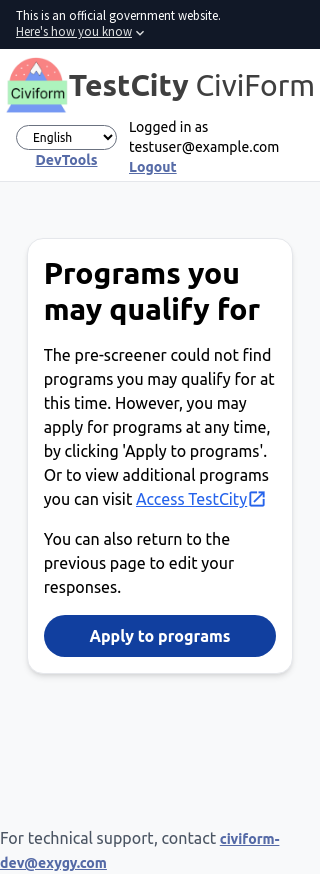 This is an official government website.
Here's how you know
Civiform
TestCity CiviForm
English
DevTools
Logged in as
testuser@example.com
Logout
Programs you
may qualify for
The pre-screener could not find
programs you may qualify for at
this time. However, you may
apply for programs at any time,
by clicking 'Apply to programs'.
Or to view additional programs
you can visit Access TestCity
You can also return to the
previous page to edit your
responses.
Apply to programs
For technical support, contact civiform-
dev@exygy.com